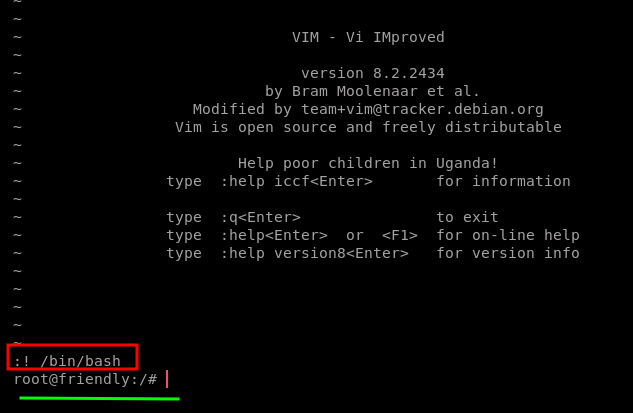 ~
~
~ VIM - Vi IMproved
~
~ version 8.2.2434
~ by Bram Moolenaar et al.
~ Modified by team+vim@tracker.debian.org
~ Vim is open source and freely distributable
~
~ Help poor children in Uganda!
~ type  :help iccf<Enter>       for information
~
~ type  :q<Enter>               to exit
~ type  :help<Enter>  or  <F1>  for on-line help
~ type  :help version8<Enter>   for version info
~
~
~
~
~
:! /bin/bash
root@friendly:/#